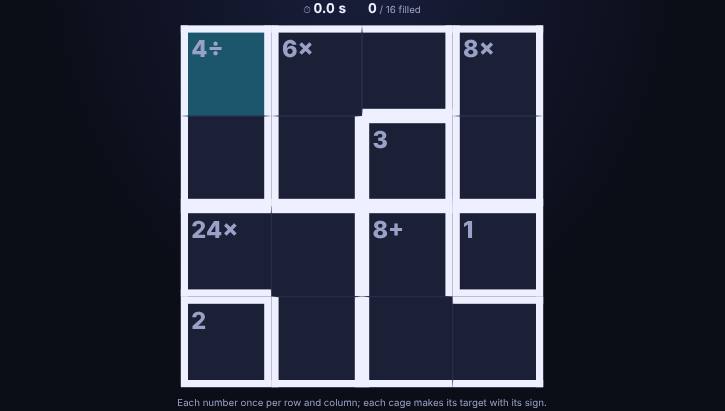 ⏱ 0.0 s 0 / 16 filled
4÷ 6× 8×
3
24× 8+ 1
2
Each number once per row and column; each cage makes its target with its sign.